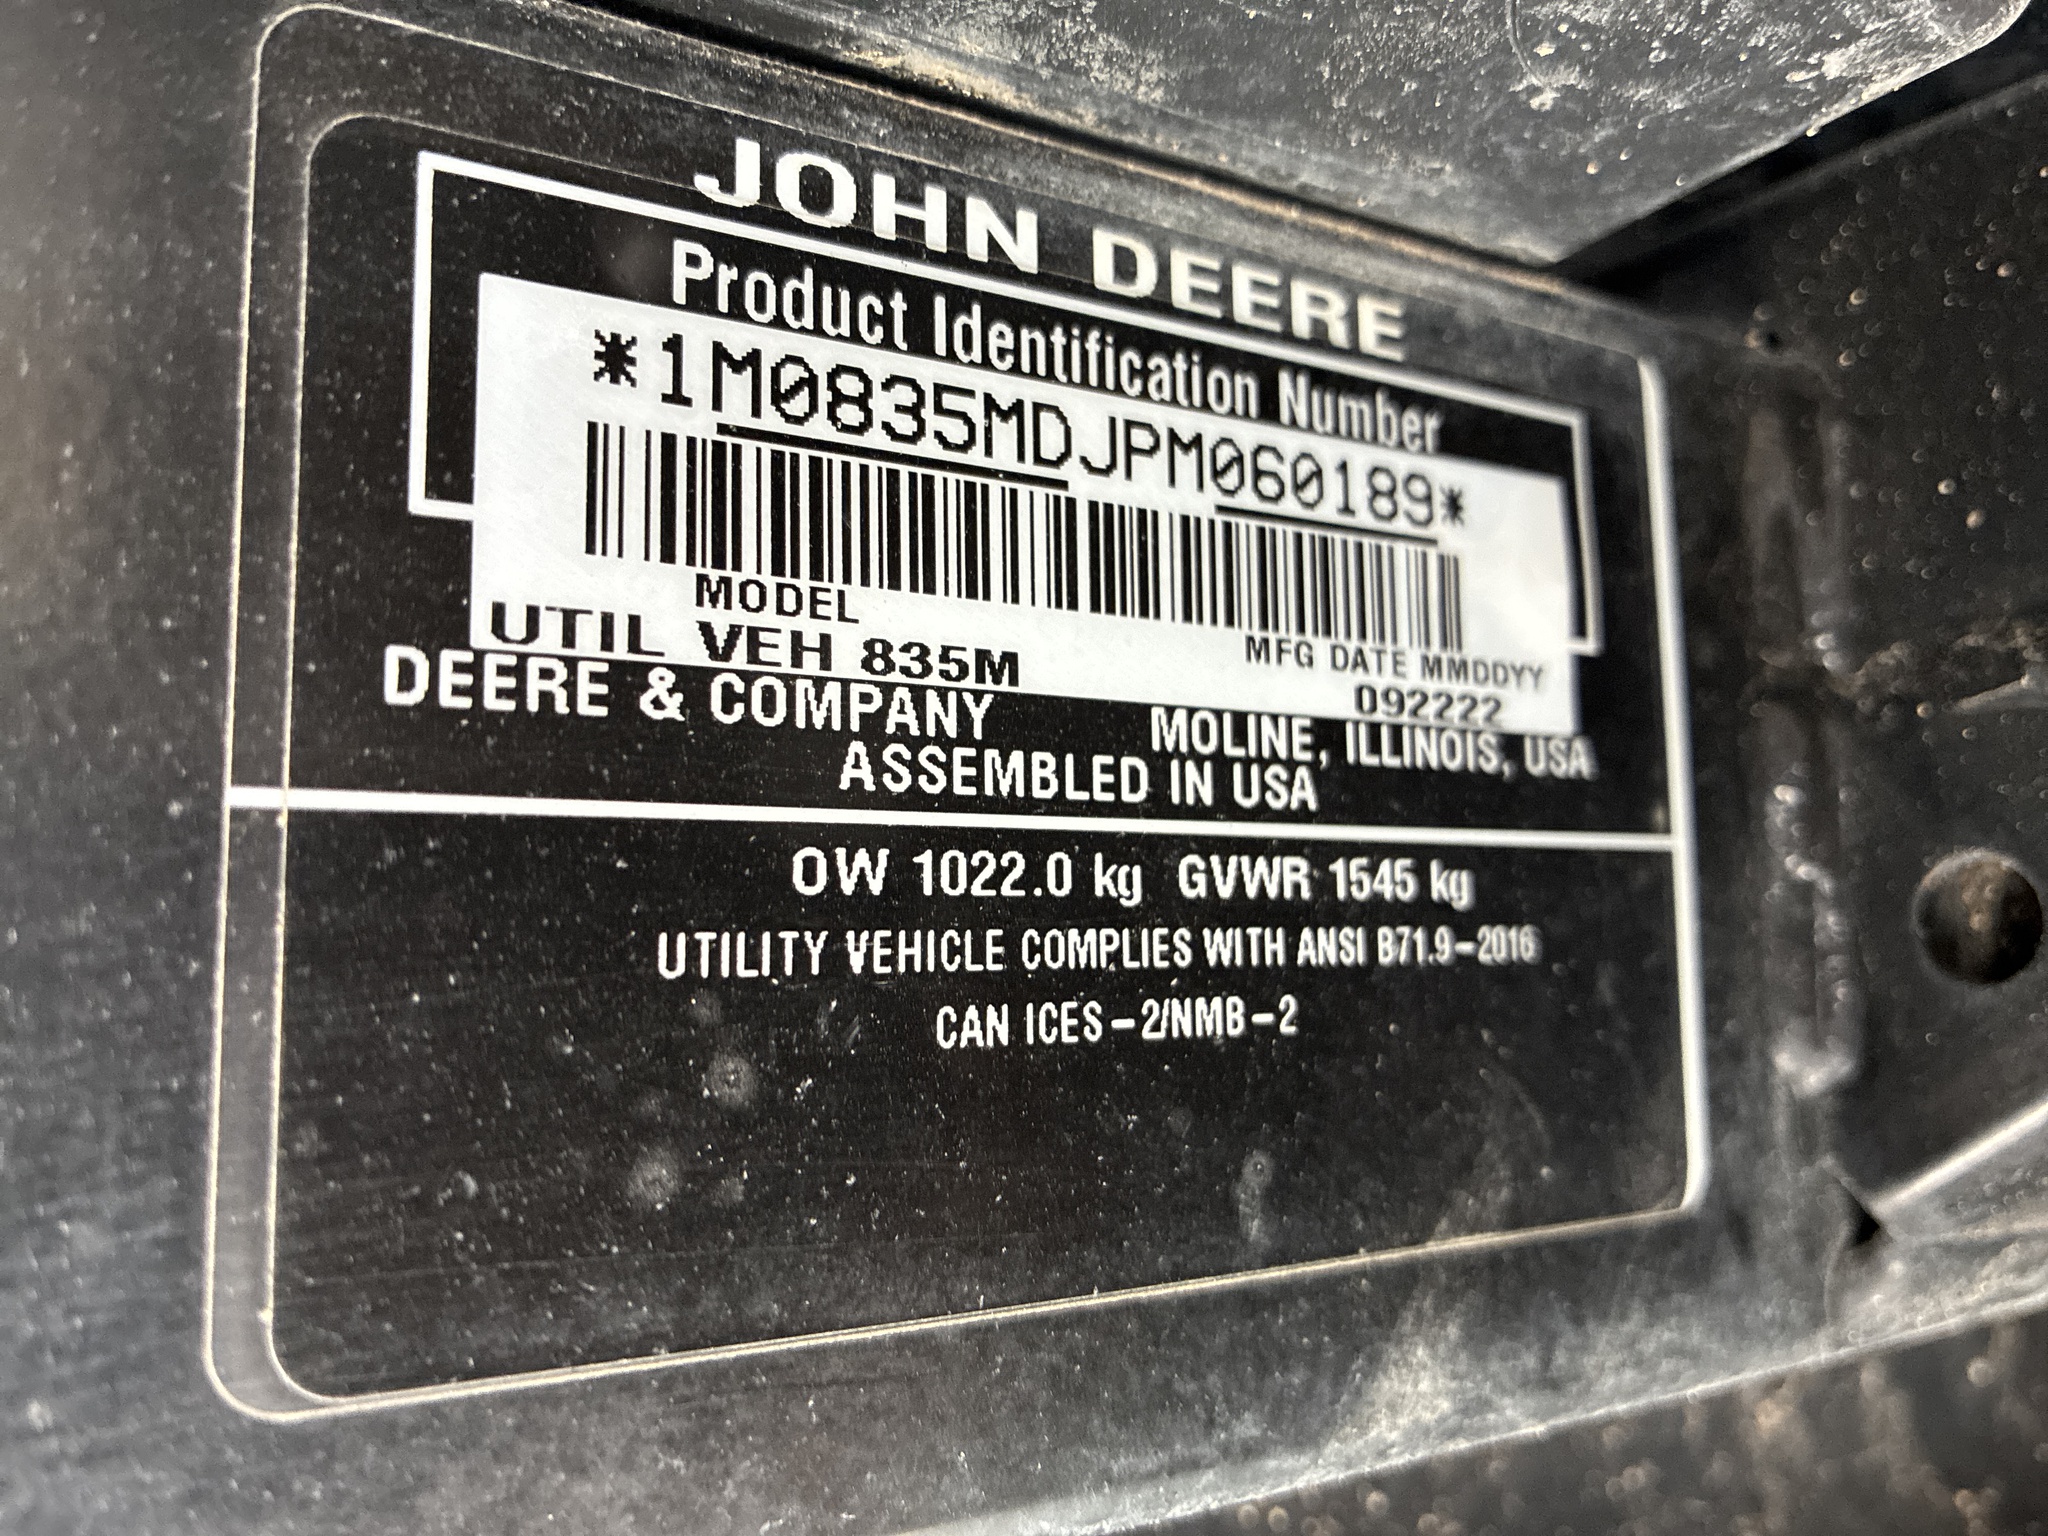 JOHN DEERE
Product Identification Number
*1M0835MDJPM060189*
MODEL
UTIL VEH 835M
MFG DATE MMDDYY
092222
DEERE & COMPANY MOLINE, ILLINOIS, USA
ASSEMBLED IN USA
OW 1022.0 kg GVWR 1545 kg
UTILITY VEHICLE COMPLIES WITH ANSI B71.9-2016
CAN ICES-2/NMB-2